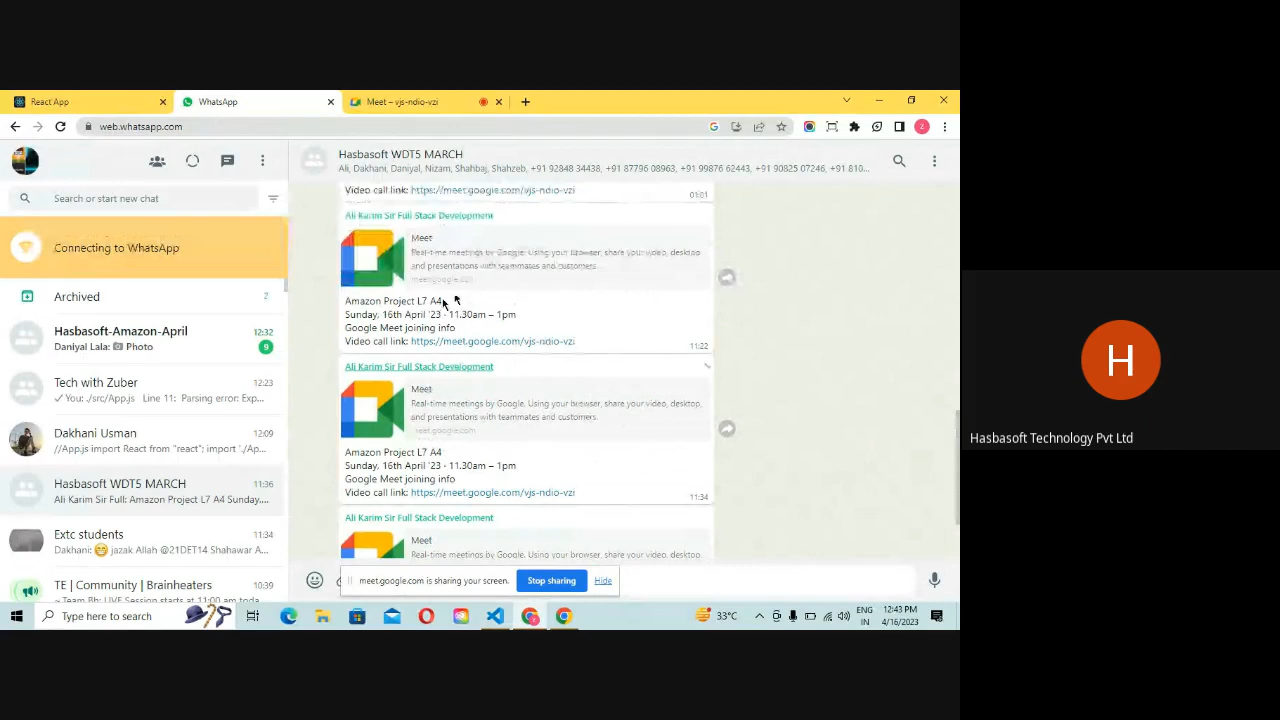 React App
WhatsApp
Meet – vjs-ndio-vzi
web.whatsapp.com
Search or start new chat
Connecting to WhatsApp
Archived
2
Hasbasoft-Amazon-April
12:32
Daniyal Lala: Photo
9
Tech with Zuber
12:23
You: ./src/App.js Line 11: Parsing error: Exp...
Dakhani Usman
12:09
//App.js import React from "react"; import './Ap...
Hasbasoft WDT5 MARCH
11:36
Ali Karim Sir Full: Amazon Project L7 A4 Sunday,...
Extc students
11:34
Dakhani: 😁 jazak Allah @21DET14 Shahawar A...
TE | Community | Brainheaters
10:39
Team Bh: LIVE Session starts at 11:00 am toda
Hasbasoft WDT5 MARCH
Ali, Dakhani, Daniyal, Nizam, Shahbaj, Shahzeb, +91 92848 34438, +91 87796 08963, +91 99876 62443, +91 90825 07246, +91 810...
Video call link: https://meet.google.com/vjs-ndio-vzi
01:01
Ali Karim Sir Full Stack Development
Meet
Real-time meetings by Google. Using your browser, share your video, desktop,
and presentations with teammates and customers.
meet.google.com
Amazon Project L7 A4
Sunday, 16th April '23 · 11.30am – 1pm
Google Meet joining info
Video call link: https://meet.google.com/vjs-ndio-vzi
11:22
Ali Karim Sir Full Stack Development
Meet
Real-time meetings by Google. Using your browser, share your video, desktop,
and presentations with teammates and customers.
meet.google.com
Amazon Project L7 A4
Sunday, 16th April '23 · 11.30am – 1pm
Google Meet joining info
Video call link: https://meet.google.com/vjs-ndio-vzi
11:34
Ali Karim Sir Full Stack Development
Meet
Real-time meetings by Google. Using your browser, share your video, desktop,
meet.google.com is sharing your screen.
Stop sharing
Hide
Type here to search
33°C
ENG
IN
12:43 PM
4/16/2023
H
Hasbasoft Technology Pvt Ltd